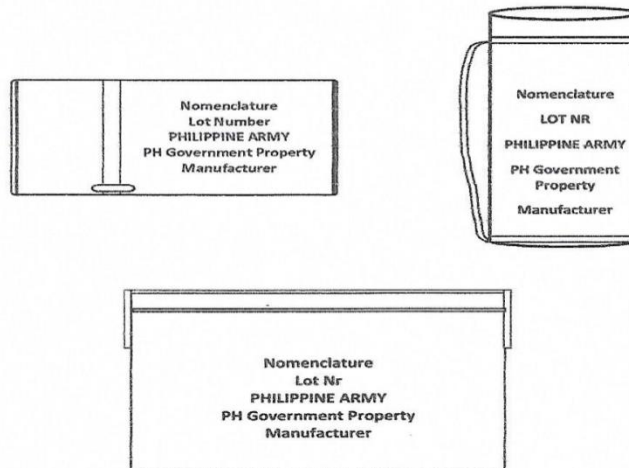 Nomenclature
Lot Number
PHILIPPINE ARMY
PH Government Property
Manufacturer
Nomenclature
LOT NR
PHILIPPINE ARMY
PH Government
Property
Manufacturer
Nomenclature
Lot Nr
PHILIPPINE ARMY
PH Government Property
Manufacturer